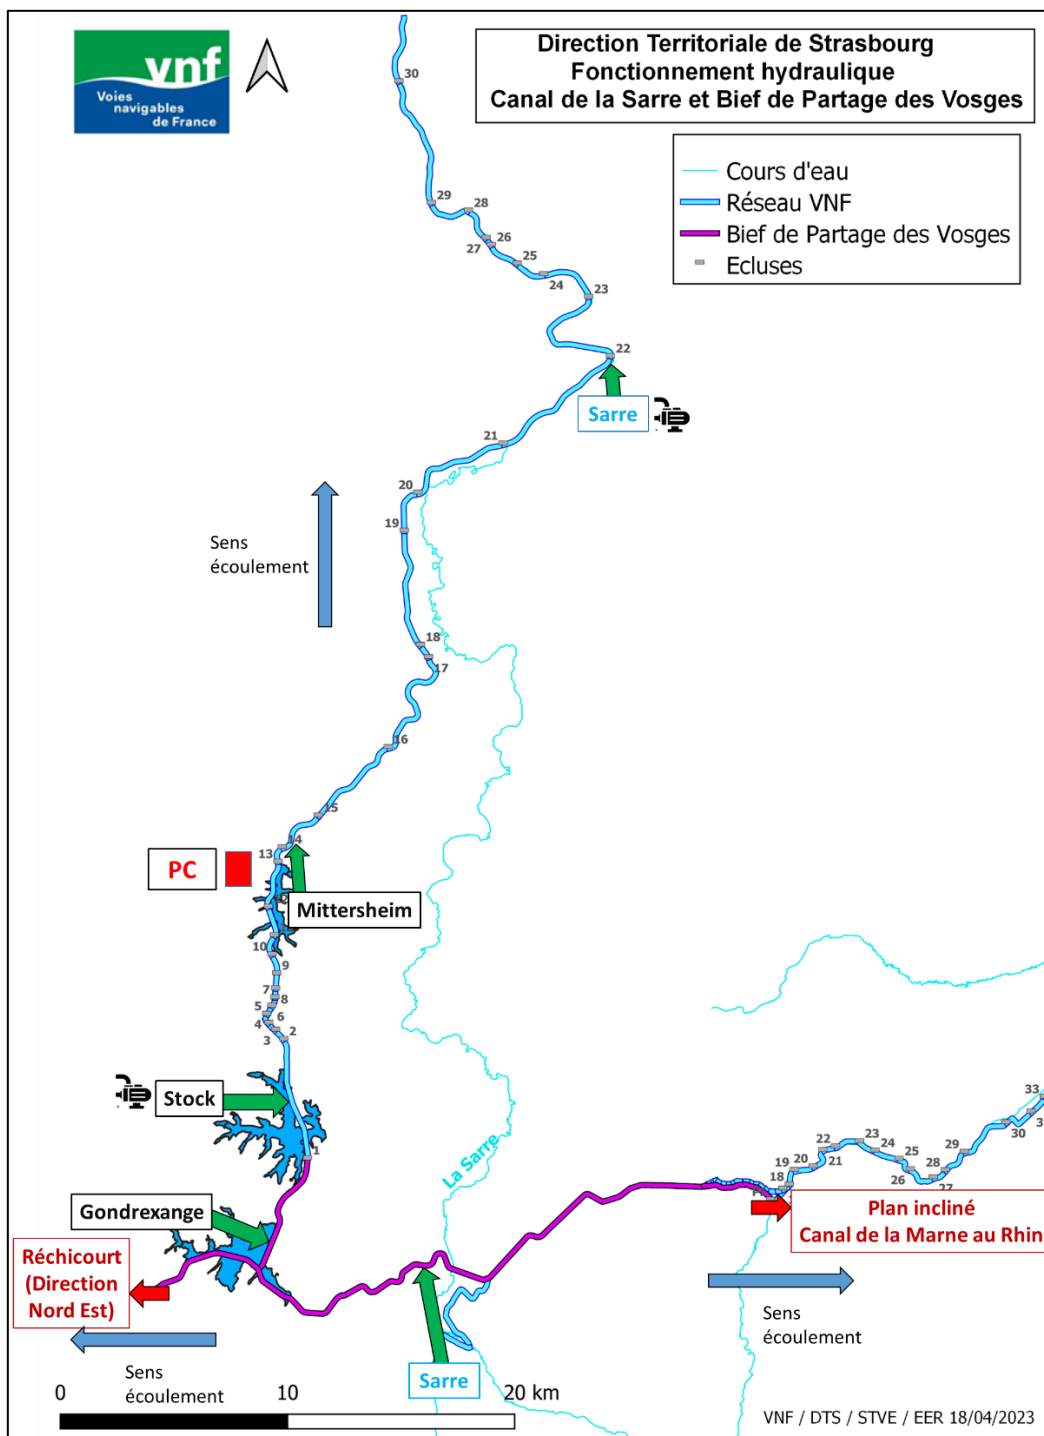 vnf
Voies
navigables
de France
Direction Territoriale de Strasbourg
Fonctionnement hydraulique
Canal de la Sarre et Bief de Partage des Vosges
Cours d'eau
Réseau VNF
Bief de Partage des Vosges
Ecluses
30
29
28
26
27
25
24
23
22
Sarre
21
20
19
Sens
écoulement
18
17
16
15
14
13
PC
Mittersheim
10
9
7
8
5
6
4
2
3
Stock
1
La Sarre
Gondrexange
Réchicourt
(Direction
Nord Est)
33
30
23
22
24
29
21
25
20
19
28
26
27
18
Plan incliné
Canal de la Marne au Rhin
Sens
écoulement
Sens
écoulement
Sarre
0 10 20 km
VNF / DTS / STVE / EER 18/04/2023